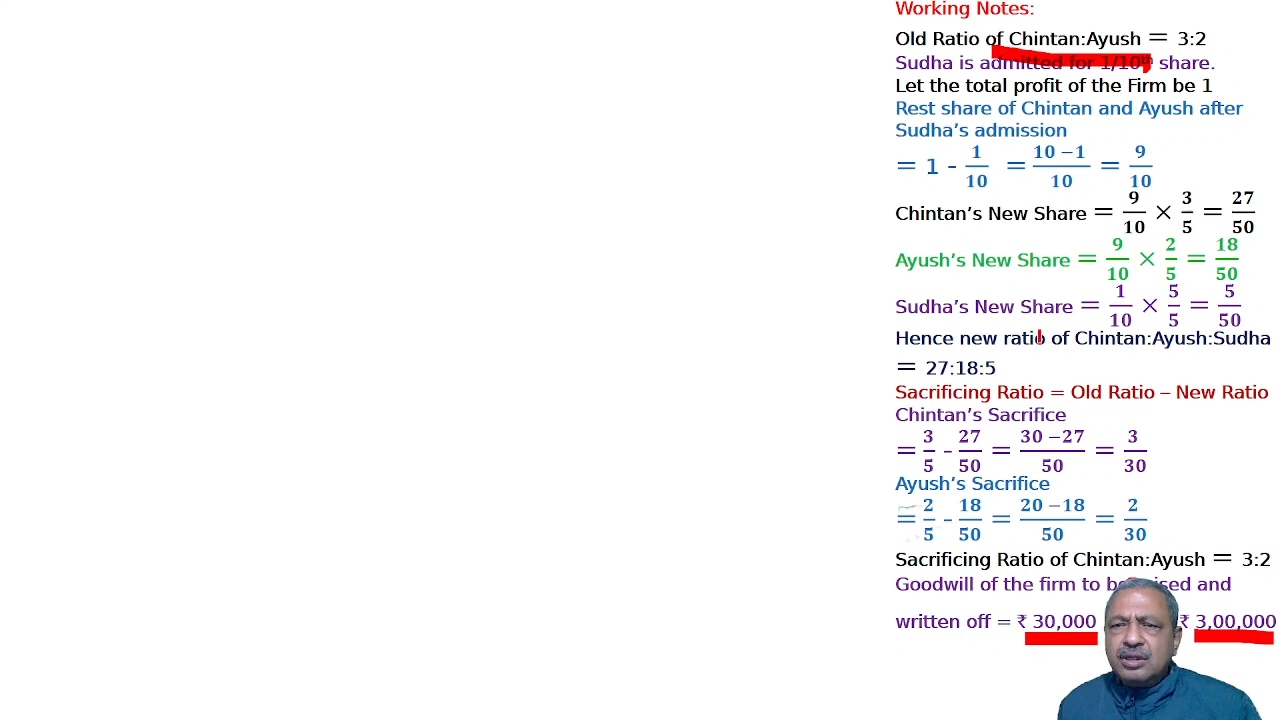 Working Notes:
Old Ratio of Chintan:Ayush = 3:2
Sudha is admitted for 1/10th share.
Let the total profit of the Firm be 1
Rest share of Chintan and Ayush after
Sudha’s admission
= 1 - 1/10 = 10 −1/10 = 9/10
Chintan’s New Share = 9/10 × 3/5 = 27/50
Ayush’s New Share = 9/10 × 2/5 = 18/50
Sudha’s New Share = 1/10 × 5/5 = 5/50
Hence new ratio of Chintan:Ayush:Sudha
= 27:18:5
Sacrificing Ratio = Old Ratio – New Ratio
Chintan’s Sacrifice
= 3/5 - 27/50 = 30 −27/50 = 3/30
Ayush’s Sacrifice
= 2/5 - 18/50 = 20 −18/50 = 2/30
Sacrificing Ratio of Chintan:Ayush = 3:2
Goodwill of the firm to be and
written off = ₹ 30,000 ₹ 3,00,000